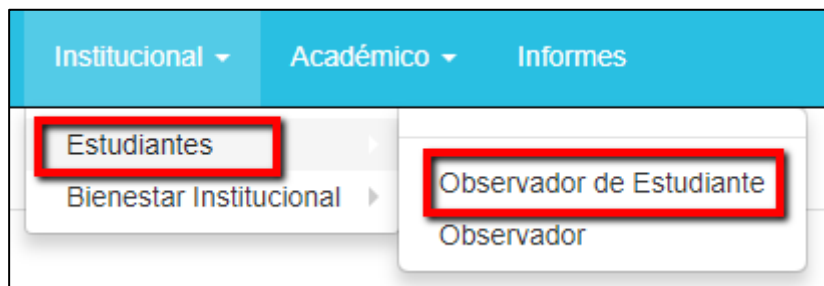 Institucional Académico Informes
Estudiantes
Bienestar Institucional
Observador de Estudiante
Observador